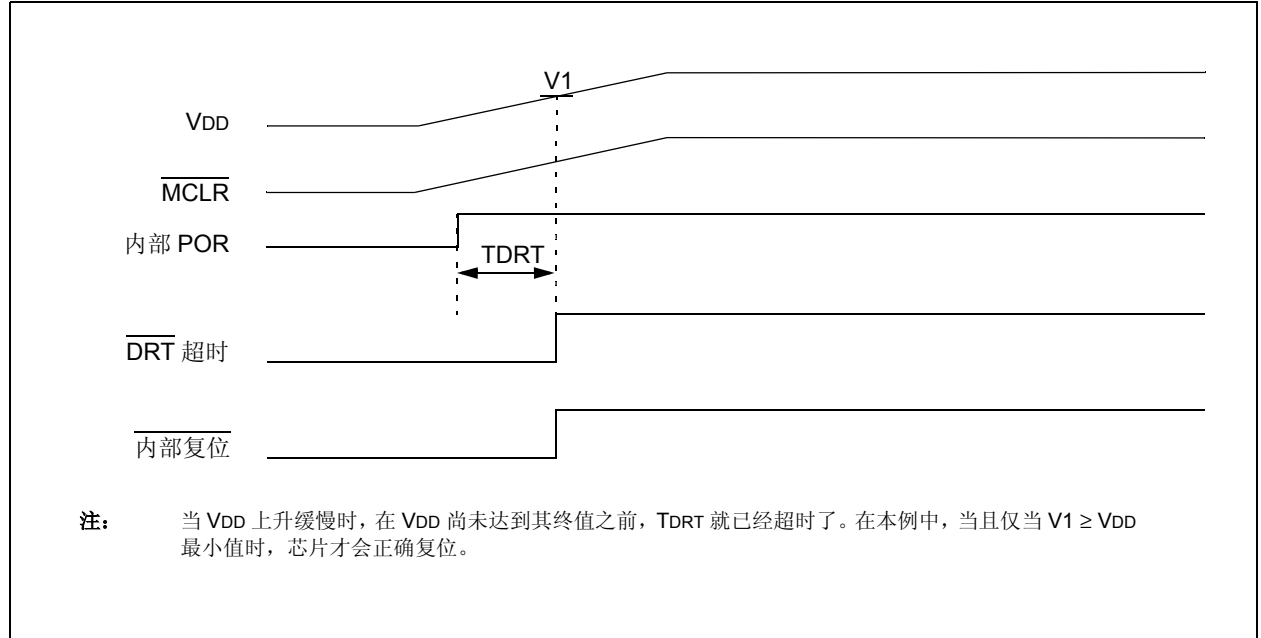 V1
VDD
MCLR
内部 POR
TDRT
DRT 超时
内部复位
注： 当 VDD 上升缓慢时，在 VDD 尚未达到其终值之前，TDRT 就已经超时了。在本例中，当且仅当 V1 ≥ VDD
最小值时，芯片才会正确复位。